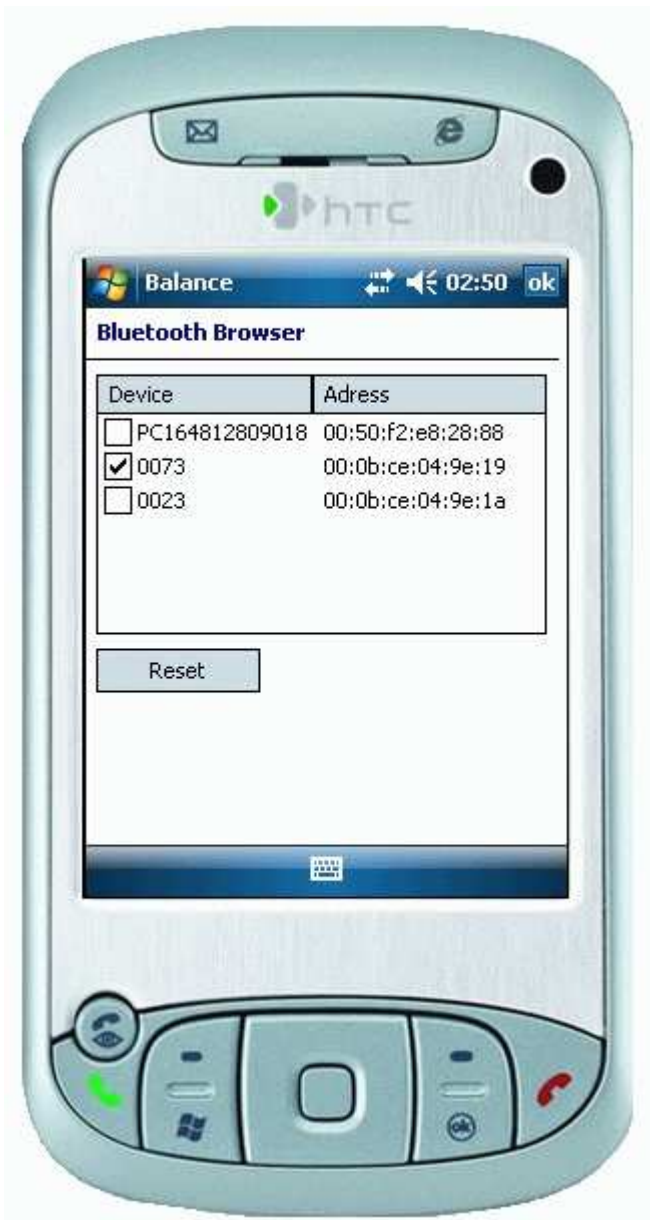 htc
Balance 02:50 ok
Bluetooth Browser
Device Adress
PC164812809018 00:50:f2:e8:28:88
0073 00:0b:ce:04:9e:19
0023 00:0b:ce:04:9e:1a
Reset
ok